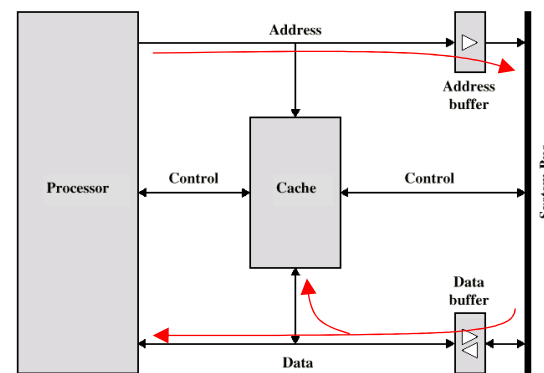 Address
Address
buffer
Processor
Control
Cache
Control
Data
buffer
Data